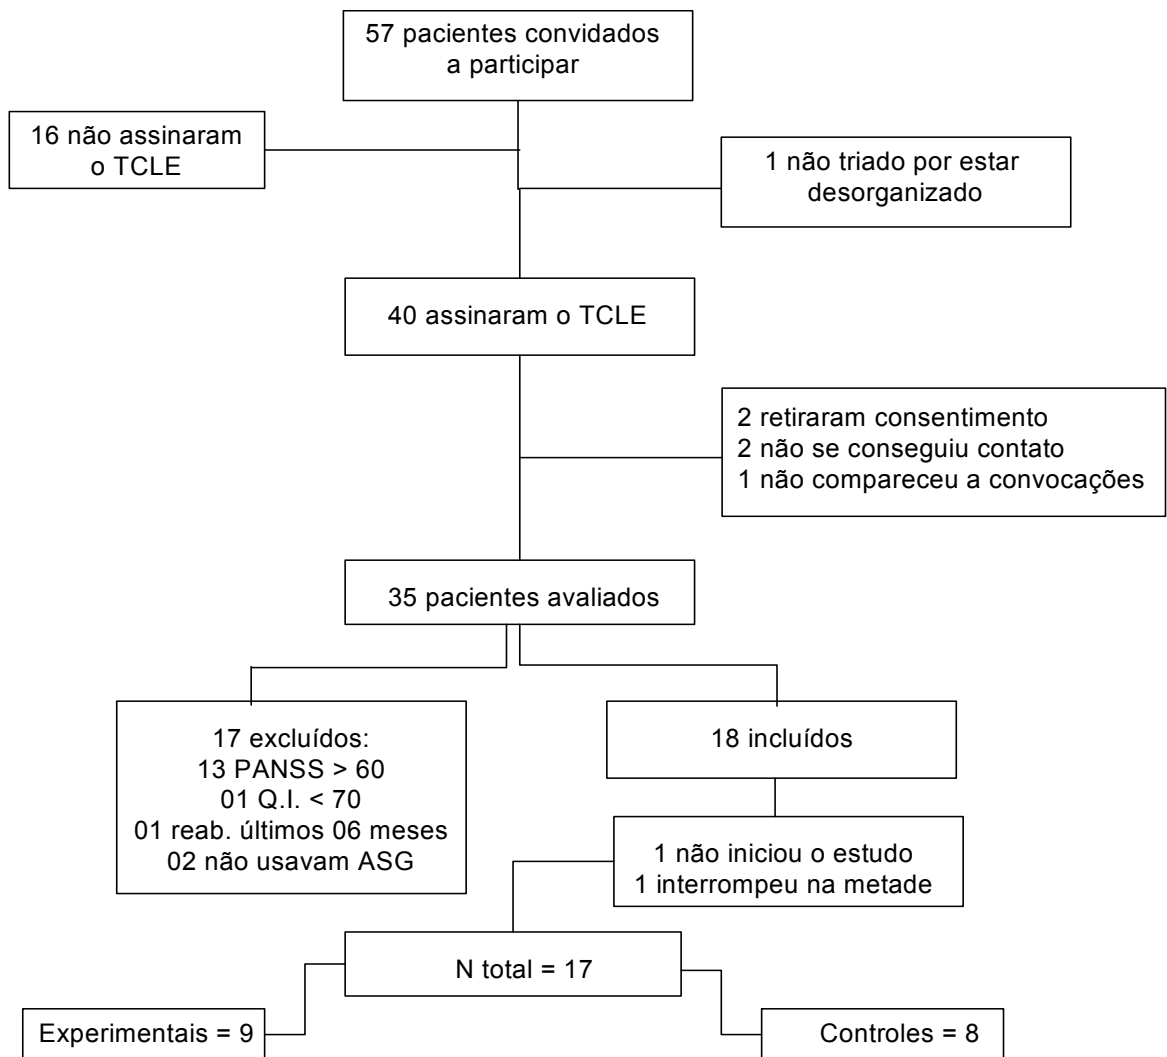 57 pacientes convidados
a participar
16 não assinaram
o TCLE
1 não triado por estar
desorganizado
40 assinaram o TCLE
2 retiraram consentimento
2 não se conseguiu contato
1 não compareceu a convocações
35 pacientes avaliados
17 excluídos:
13 PANSS > 60
01 Q.I. < 70
01 reab. últimos 06 meses
02 não usavam ASG
18 incluídos
1 não iniciou o estudo
1 interrompeu na metade
N total = 17
Experimentais = 9
Controles = 8